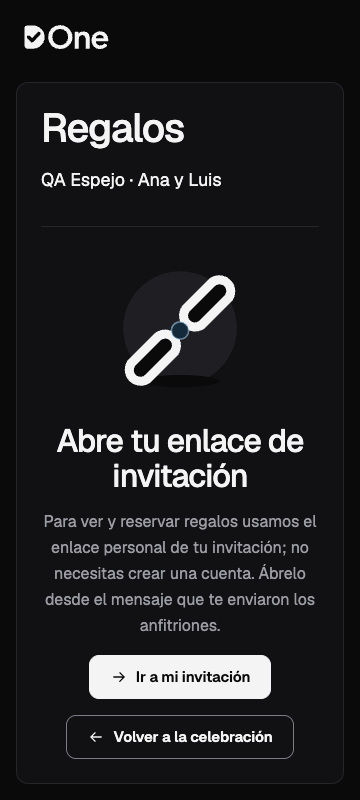 One
Regalos
QA Espejo · Ana y Luis
Abre tu enlace de
invitación
Para ver y reservar regalos usamos el
enlace personal de tu invitación; no
necesitas crear una cuenta. Ábrelo
desde el mensaje que te enviaron los
anfitriones.
→ Ir a mi invitación
← Volver a la celebración